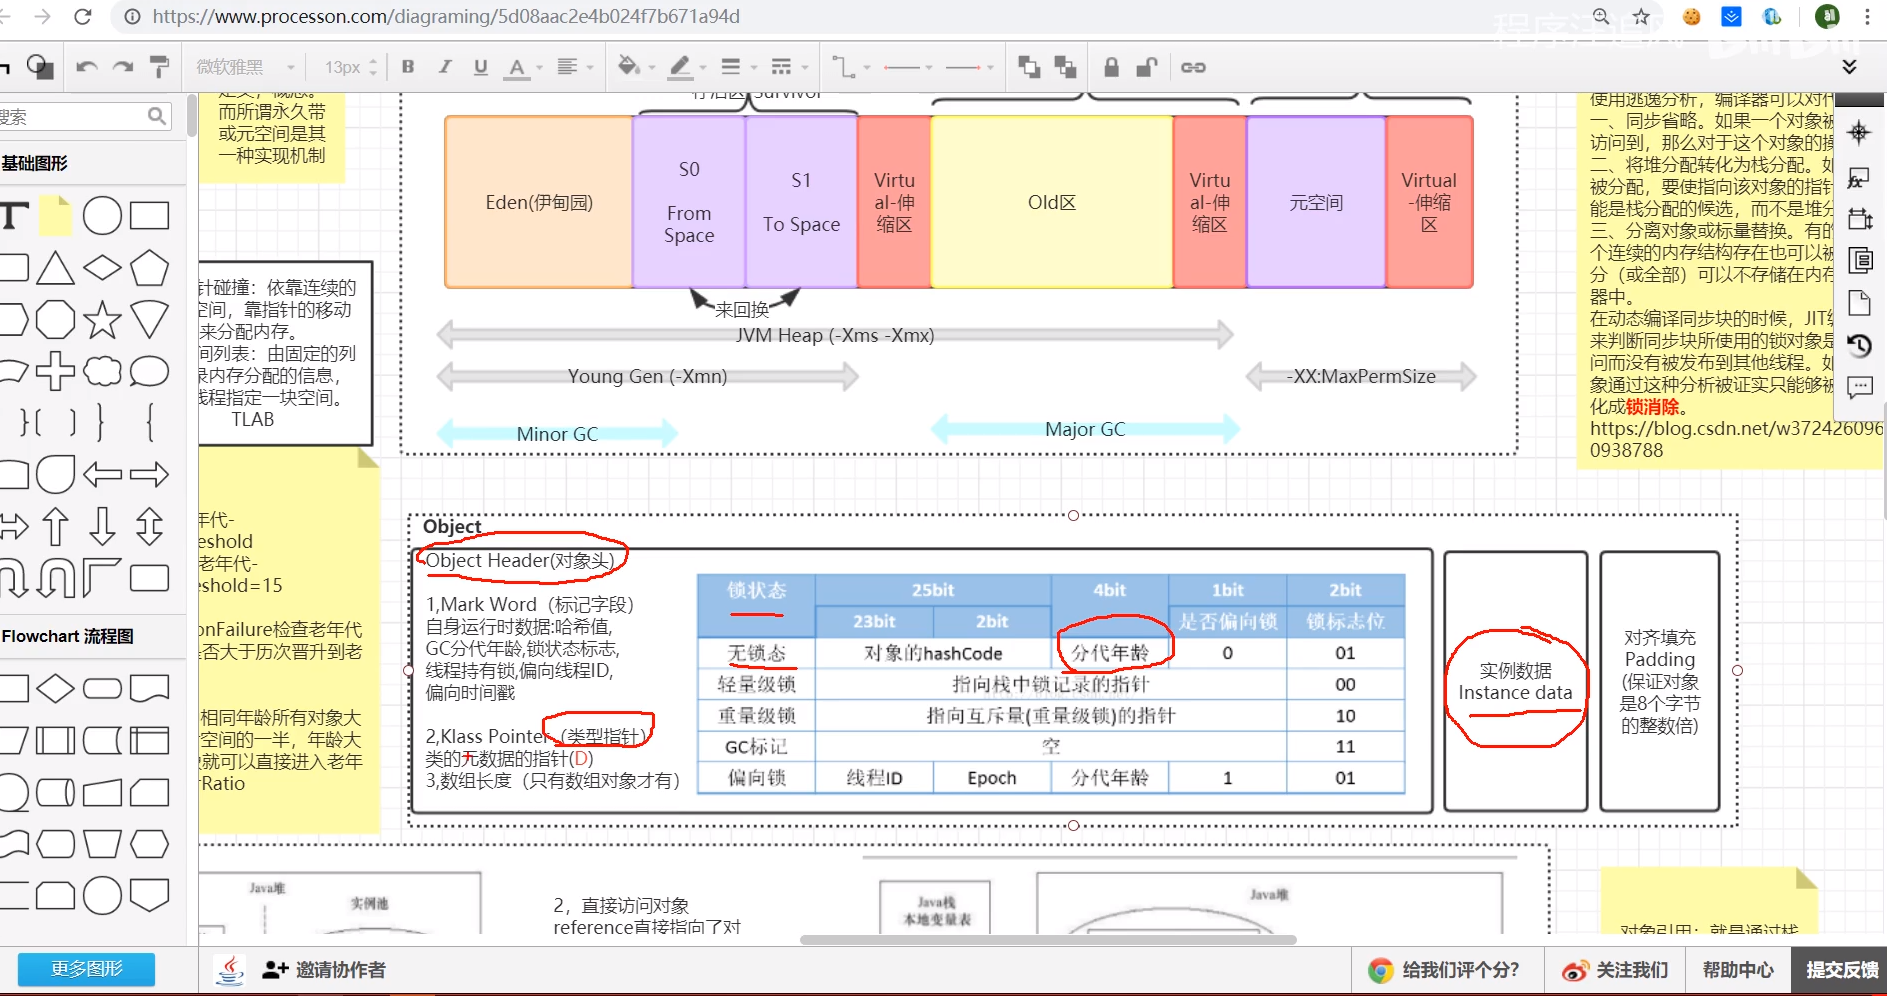 https://www.processon.com/diagraming/5d08aac2e4b024f7b671a94d
微软雅黑
13px
B I U A
搜索
基础图形
T
Flowchart 流程图
更多图形
而所谓永久带
或元空间是其
一种实现机制
针碰撞：依靠连续的
空间，靠指针的移动
来分配内存。
间列表：由固定的列
录内存分配的信息，
线程指定一块空间。
TLAB
年代-
eshold
老年代-
eshold=15
onFailure检查老年代
是否大于历次晋升到老
相同年龄所有对象大
空间的一半，年龄大
就可以直接进入老年
Ratio
存活区 Survivor
Eden(伊甸园)
S0
From
Space
S1
To Space
Virtu
al-伸
缩区
Old区
Virtu
al-伸
缩区
元空间
Virtual
-伸缩
区
来回换
JVM Heap (-Xms -Xmx)
Young Gen (-Xmn)
-XX:MaxPermSize
Minor GC
Major GC
使用逃逸分析，编译器可以对代
一、同步省略。如果一个对象被
访问到，那么对于这个对象的操
二、将堆分配转化为栈分配。如
被分配，要使指向该对象的指针
能是栈分配的候选，而不是堆分
三、分离对象或标量替换。有的
个连续的内存结构存在也可以被
分（或全部）可以不存储在内存
器中。
在动态编译同步块的时候，JIT编
来判断同步块所使用的锁对象是
问而没有被发布到其他线程。如
象通过这种分析被证实只能够被
化成锁消除。
https://blog.csdn.net/w372426096
0938788
Object
Object Header(对象头)
1,Mark Word（标记字段）
自身运行时数据:哈希值,
GC分代年龄,锁状态标志,
线程持有锁,偏向线程ID,
偏向时间戳
2,Klass Pointer（类型指针）
类的元数据的指针(D)
3,数组长度（只有数组对象才有）
锁状态 25bit 4bit 1bit 2bit
23bit 2bit 是否偏向锁 锁标志位
无锁态 对象的hashCode 分代年龄 0 01
轻量级锁 指向栈中锁记录的指针 00
重量级锁 指向互斥量(重量级锁)的指针 10
GC标记 空 11
偏向锁 线程ID Epoch 分代年龄 1 01
实例数据
Instance data
对齐填充
Padding
(保证对象
是8个字节
的整数倍)
Java堆
实例池
2，直接访问对象
reference直接指向了对
Java栈
本地变量表
Java堆
对象引用：就是通过栈
邀请协作者
给我们评个分？
关注我们
帮助中心
提交反馈